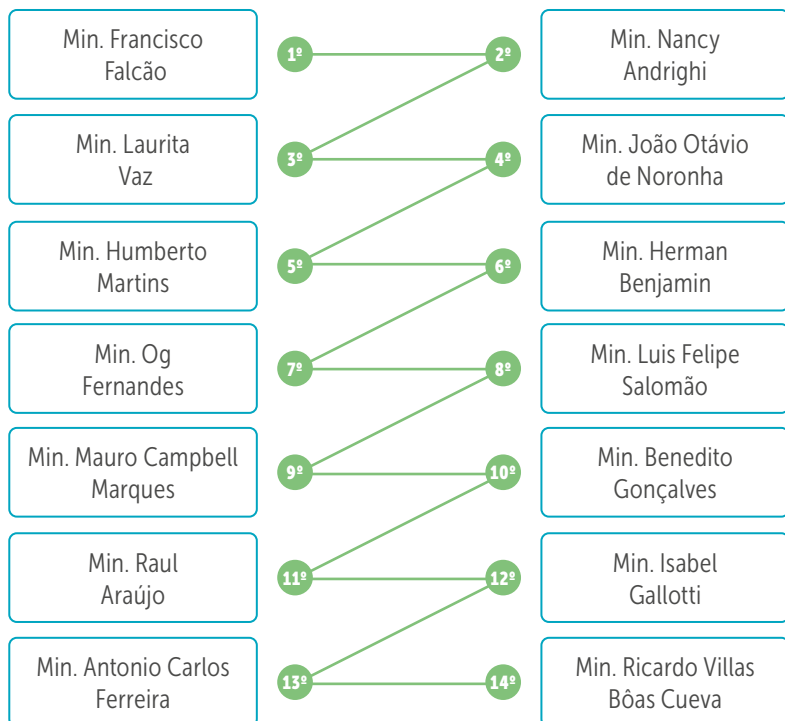 Min. Francisco
Falcão
1º
2º
Min. Nancy
Andrighi
Min. Laurita
Vaz
3º
4º
Min. João Otávio
de Noronha
Min. Humberto
Martins
5º
6º
Min. Herman
Benjamin
Min. Og
Fernandes
7º
8º
Min. Luis Felipe
Salomão
Min. Mauro Campbell
Marques
9º
10º
Min. Benedito
Gonçalves
Min. Raul
Araújo
11º
12º
Min. Isabel
Gallotti
Min. Antonio Carlos
Ferreira
13º
14º
Min. Ricardo Villas
Bôas Cueva